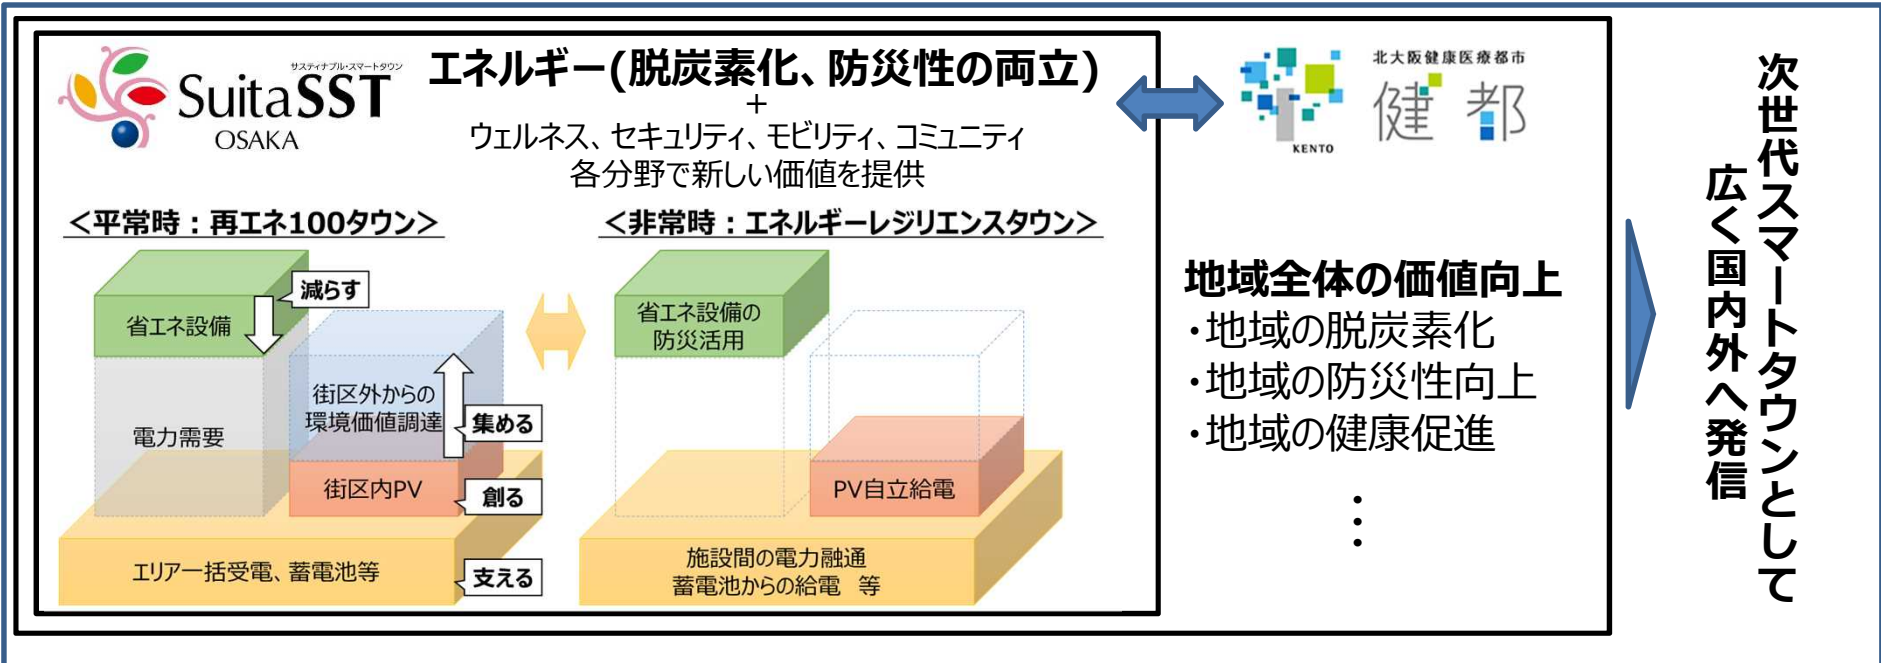 サスティナブル・スマートタウン
SuitaSST
OSAKA
エネルギー(脱炭素化、防災性の両立)
+
ウェルネス、セキュリティ、モビリティ、コミュニティ
各分野で新しい価値を提供
<平常時：再エネ100タウン>
減らす
省エネ設備
街区外からの
環境価値調達
電力需要
集める
街区内PV
創る
エリア一括受電、蓄電池等
支える
<非常時：エネルギーレジリエンスタウン>
省エネ設備の
防災活用
PV自立給電
施設間の電力融通
蓄電池からの給電 等
北大阪健康医療都市
健都
KENTO
地域全体の価値向上
・地域の脱炭素化
・地域の防災性向上
・地域の健康促進
⋮
次世代スマートタウンとして
広く国内外へ発信